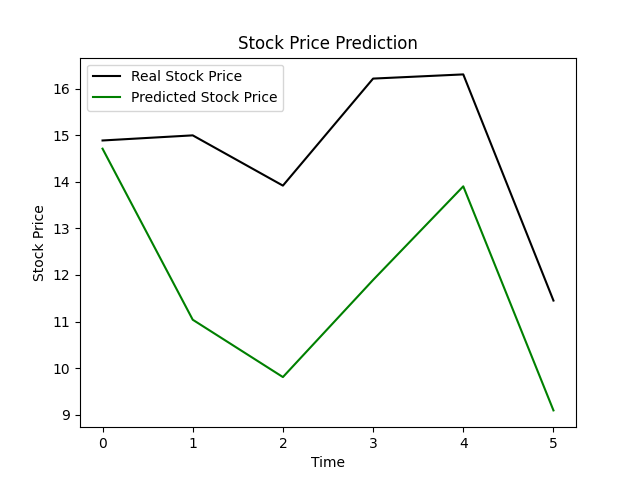 Stock Price Prediction
Real Stock Price
Predicted Stock Price
Stock Price
16
15
14
13
12
11
10
9
0 1 2 3 4 5
Time